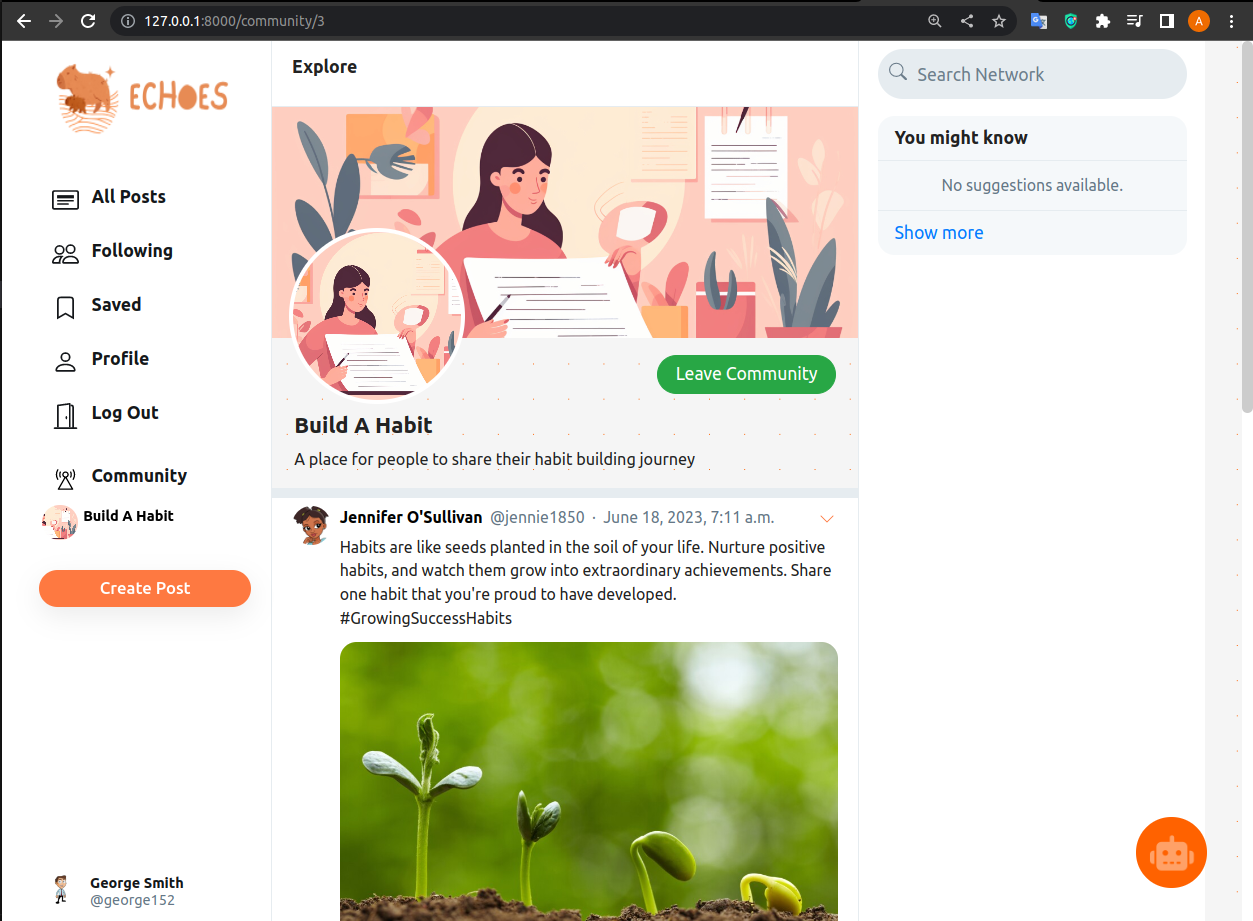 127.0.0.1:8000/community/3
A
ECHOES
All Posts
Following
Saved
Profile
Log Out
Community
Build A Habit
Create Post
George Smith
@george152
Explore
Leave Community
Build A Habit
A place for people to share their habit building journey
Jennifer O'Sullivan @jennie1850 · June 18, 2023, 7:11 a.m.
Habits are like seeds planted in the soil of your life. Nurture positive
habits, and watch them grow into extraordinary achievements. Share
one habit that you're proud to have developed.
#GrowingSuccessHabits
Search Network
You might know
No suggestions available.
Show more